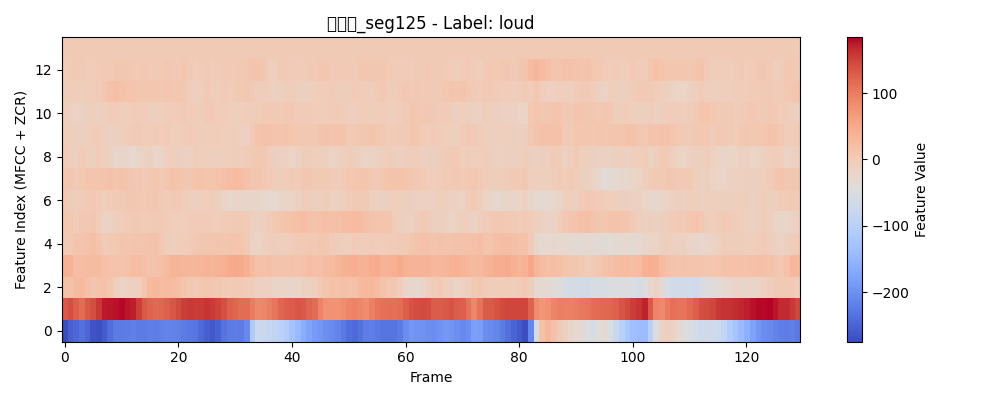 _seg125 - Label: loud
Feature Index (MFCC + ZCR)
12
10
8
6
4
2
0
0 20 40 60 80 100 120
Frame
100
0
−100
−200
Feature Value